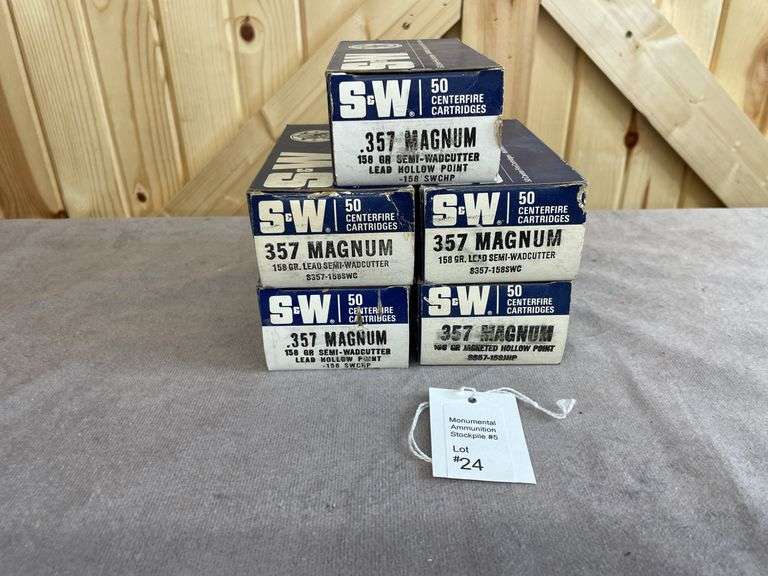 S&W
S&W
50
CENTERFIRE
CARTRIDGES
.357 MAGNUM
158 GR SEMI-WADCUTTER
LEAD HOLLOW POINT
-158 SWCHP
S&W
S&W
50
CENTERFIRE
CARTRIDGES
357 MAGNUM
158 GR. LEAD SEMI-WADCUTTER
S357-158SWC
S&W
50
CENTERFIRE
CARTRIDGES
357 MAGNUM
158 GR. LEAD SEMI-WADCUTTER
S357-158SWC
S&W
50
CENTERFIRE
CARTRIDGES
.357 MAGNUM
158 GR SEMI-WADCUTTER
LEAD HOLLOW POINT
-158 SWCHP
S&W
50
CENTERFIRE
CARTRIDGES
357 MAGNUM
158 GR JACKETED HOLLOW POINT
S357-158JHP
Monumental
Ammunition
Stockpile #5
Lot
#24